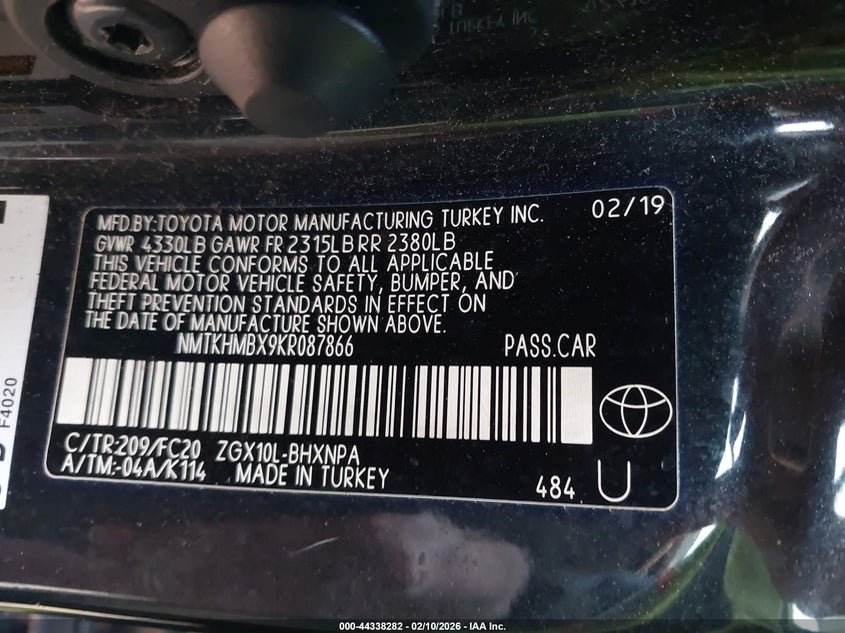 MFD.BY:TOYOTA MOTOR MANUFACTURING TURKEY INC. 02/19
GVWR 4330LB GAWR FR 2315LB RR 2380LB
THIS VEHICLE CONFORMS TO ALL APPLICABLE
FEDERAL MOTOR VEHICLE SAFETY, BUMPER, AND
THEFT PREVENTION STANDARDS IN EFFECT ON
THE DATE OF MANUFACTURE SHOWN ABOVE.
NMTKHMBX9KR087866 PASS.CAR
C/TR:209/FC20 ZGX10L-BHXNPA
A/TM:-04A/K114 MADE IN TURKEY
484 U
F4020
000-44338282 - 02/10/2026 - IAA Inc.